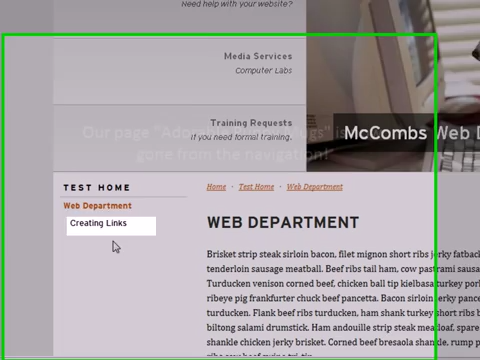 Need help with your website?
Media Services
Computer Labs
Training Requests
If you need formal training.
Our page "Adorable Pugs" is
gone from the navigation!
McCombs Web D
TEST HOME
Home - Test Home - Web Department
Web Department
Creating Links
WEB DEPARTMENT
Brisket strip steak sirloin bacon, filet mignon short ribs jerky fatback
tenderloin sausage meatball. Beef ribs tail ham, cow pastrami sausa
Turducken venison corned beef, chicken ball tip kielbasa turkey pork
ribeye pig frankfurter chuck beef pancetta. Bacon sirloin jerky pance
turducken. Flank beef ribs turducken, ham shank turkey short ribs b
biltong salami drumstick. Ham andouille strip steak meatloaf, spare
shankle chicken jerky brisket. Corned beef bresaola shank, rump p